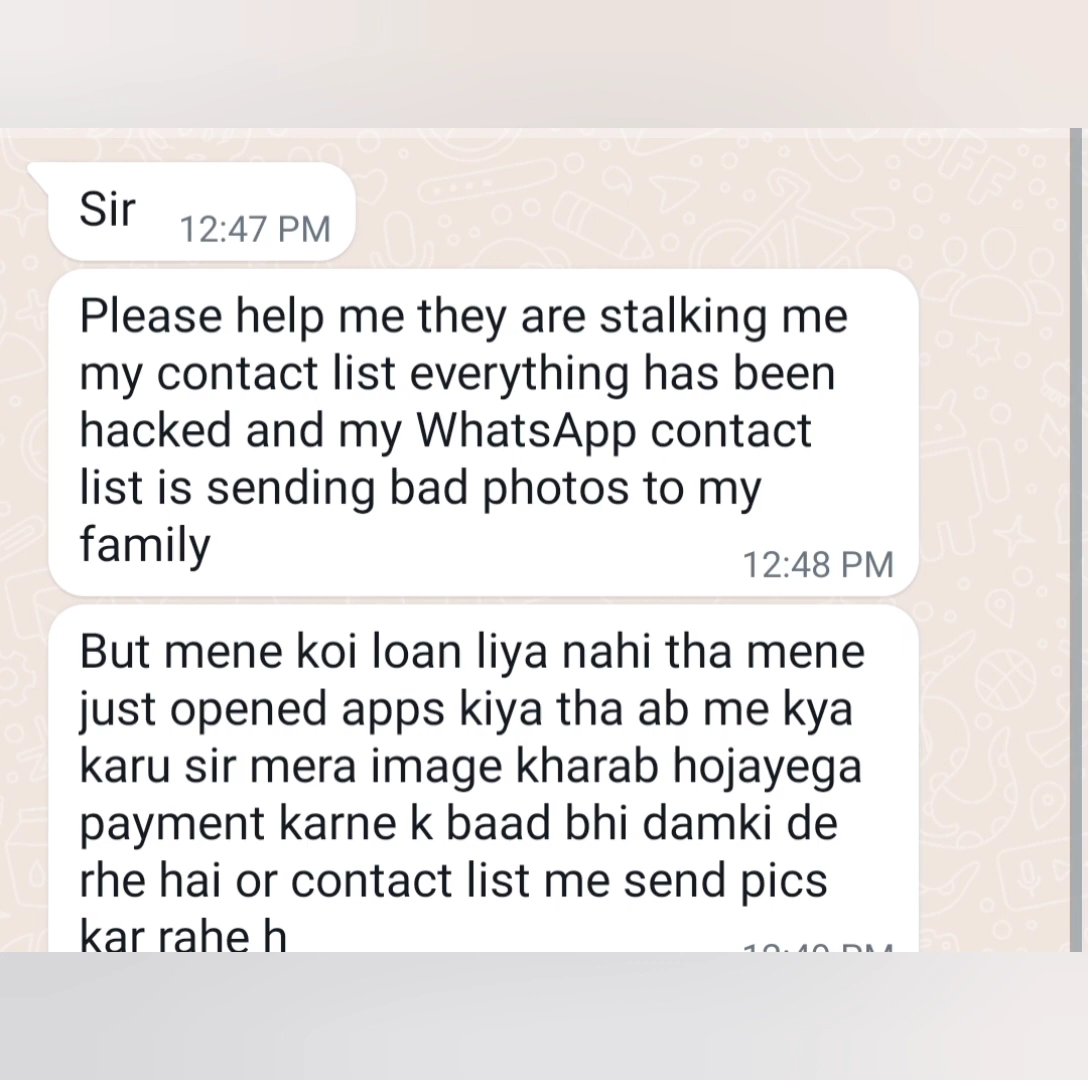 Sir
12:47 PM
Please help me they are stalking me
my contact list everything has been
hacked and my WhatsApp contact
list is sending bad photos to my
family
12:48 PM
But mene koi loan liya nahi tha mene
just opened apps kiya tha ab me kya
karu sir mera image kharab hojayega
payment karne k baad bhi damki de
rhe hai or contact list me send pics
kar rahe h